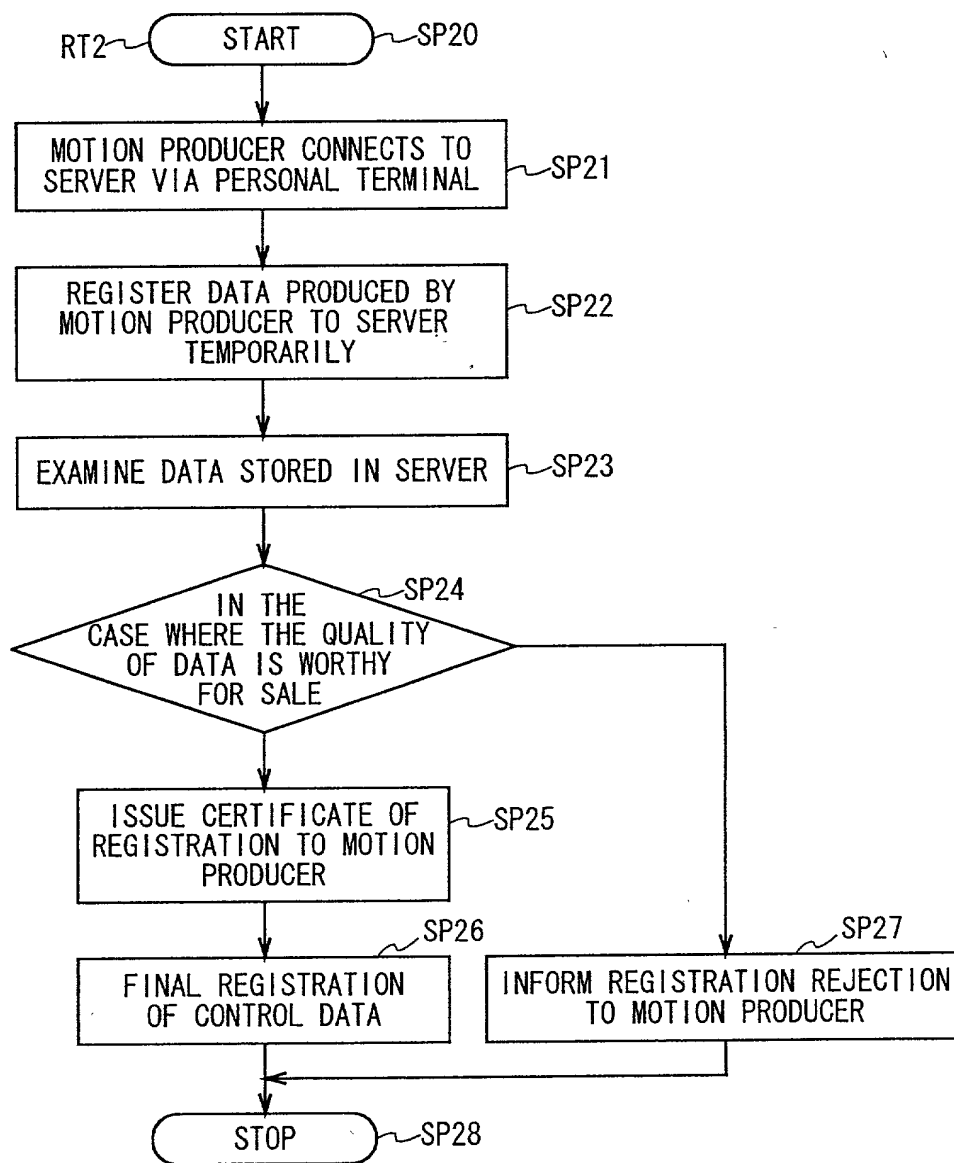 RT2
START
SP20
MOTION PRODUCER CONNECTS TO
SERVER VIA PERSONAL TERMINAL
SP21
REGISTER DATA PRODUCED BY
MOTION PRODUCER TO SERVER
TEMPORARILY
SP22
EXAMINE DATA STORED IN SERVER
SP23
SP24
IN THE
CASE WHERE THE QUALITY
OF DATA IS WORTHY
FOR SALE
ISSUE CERTIFICATE OF
REGISTRATION TO MOTION
PRODUCER
SP25
SP26
FINAL REGISTRATION
OF CONTROL DATA
SP27
INFORM REGISTRATION REJECTION
TO MOTION PRODUCER
STOP
SP28